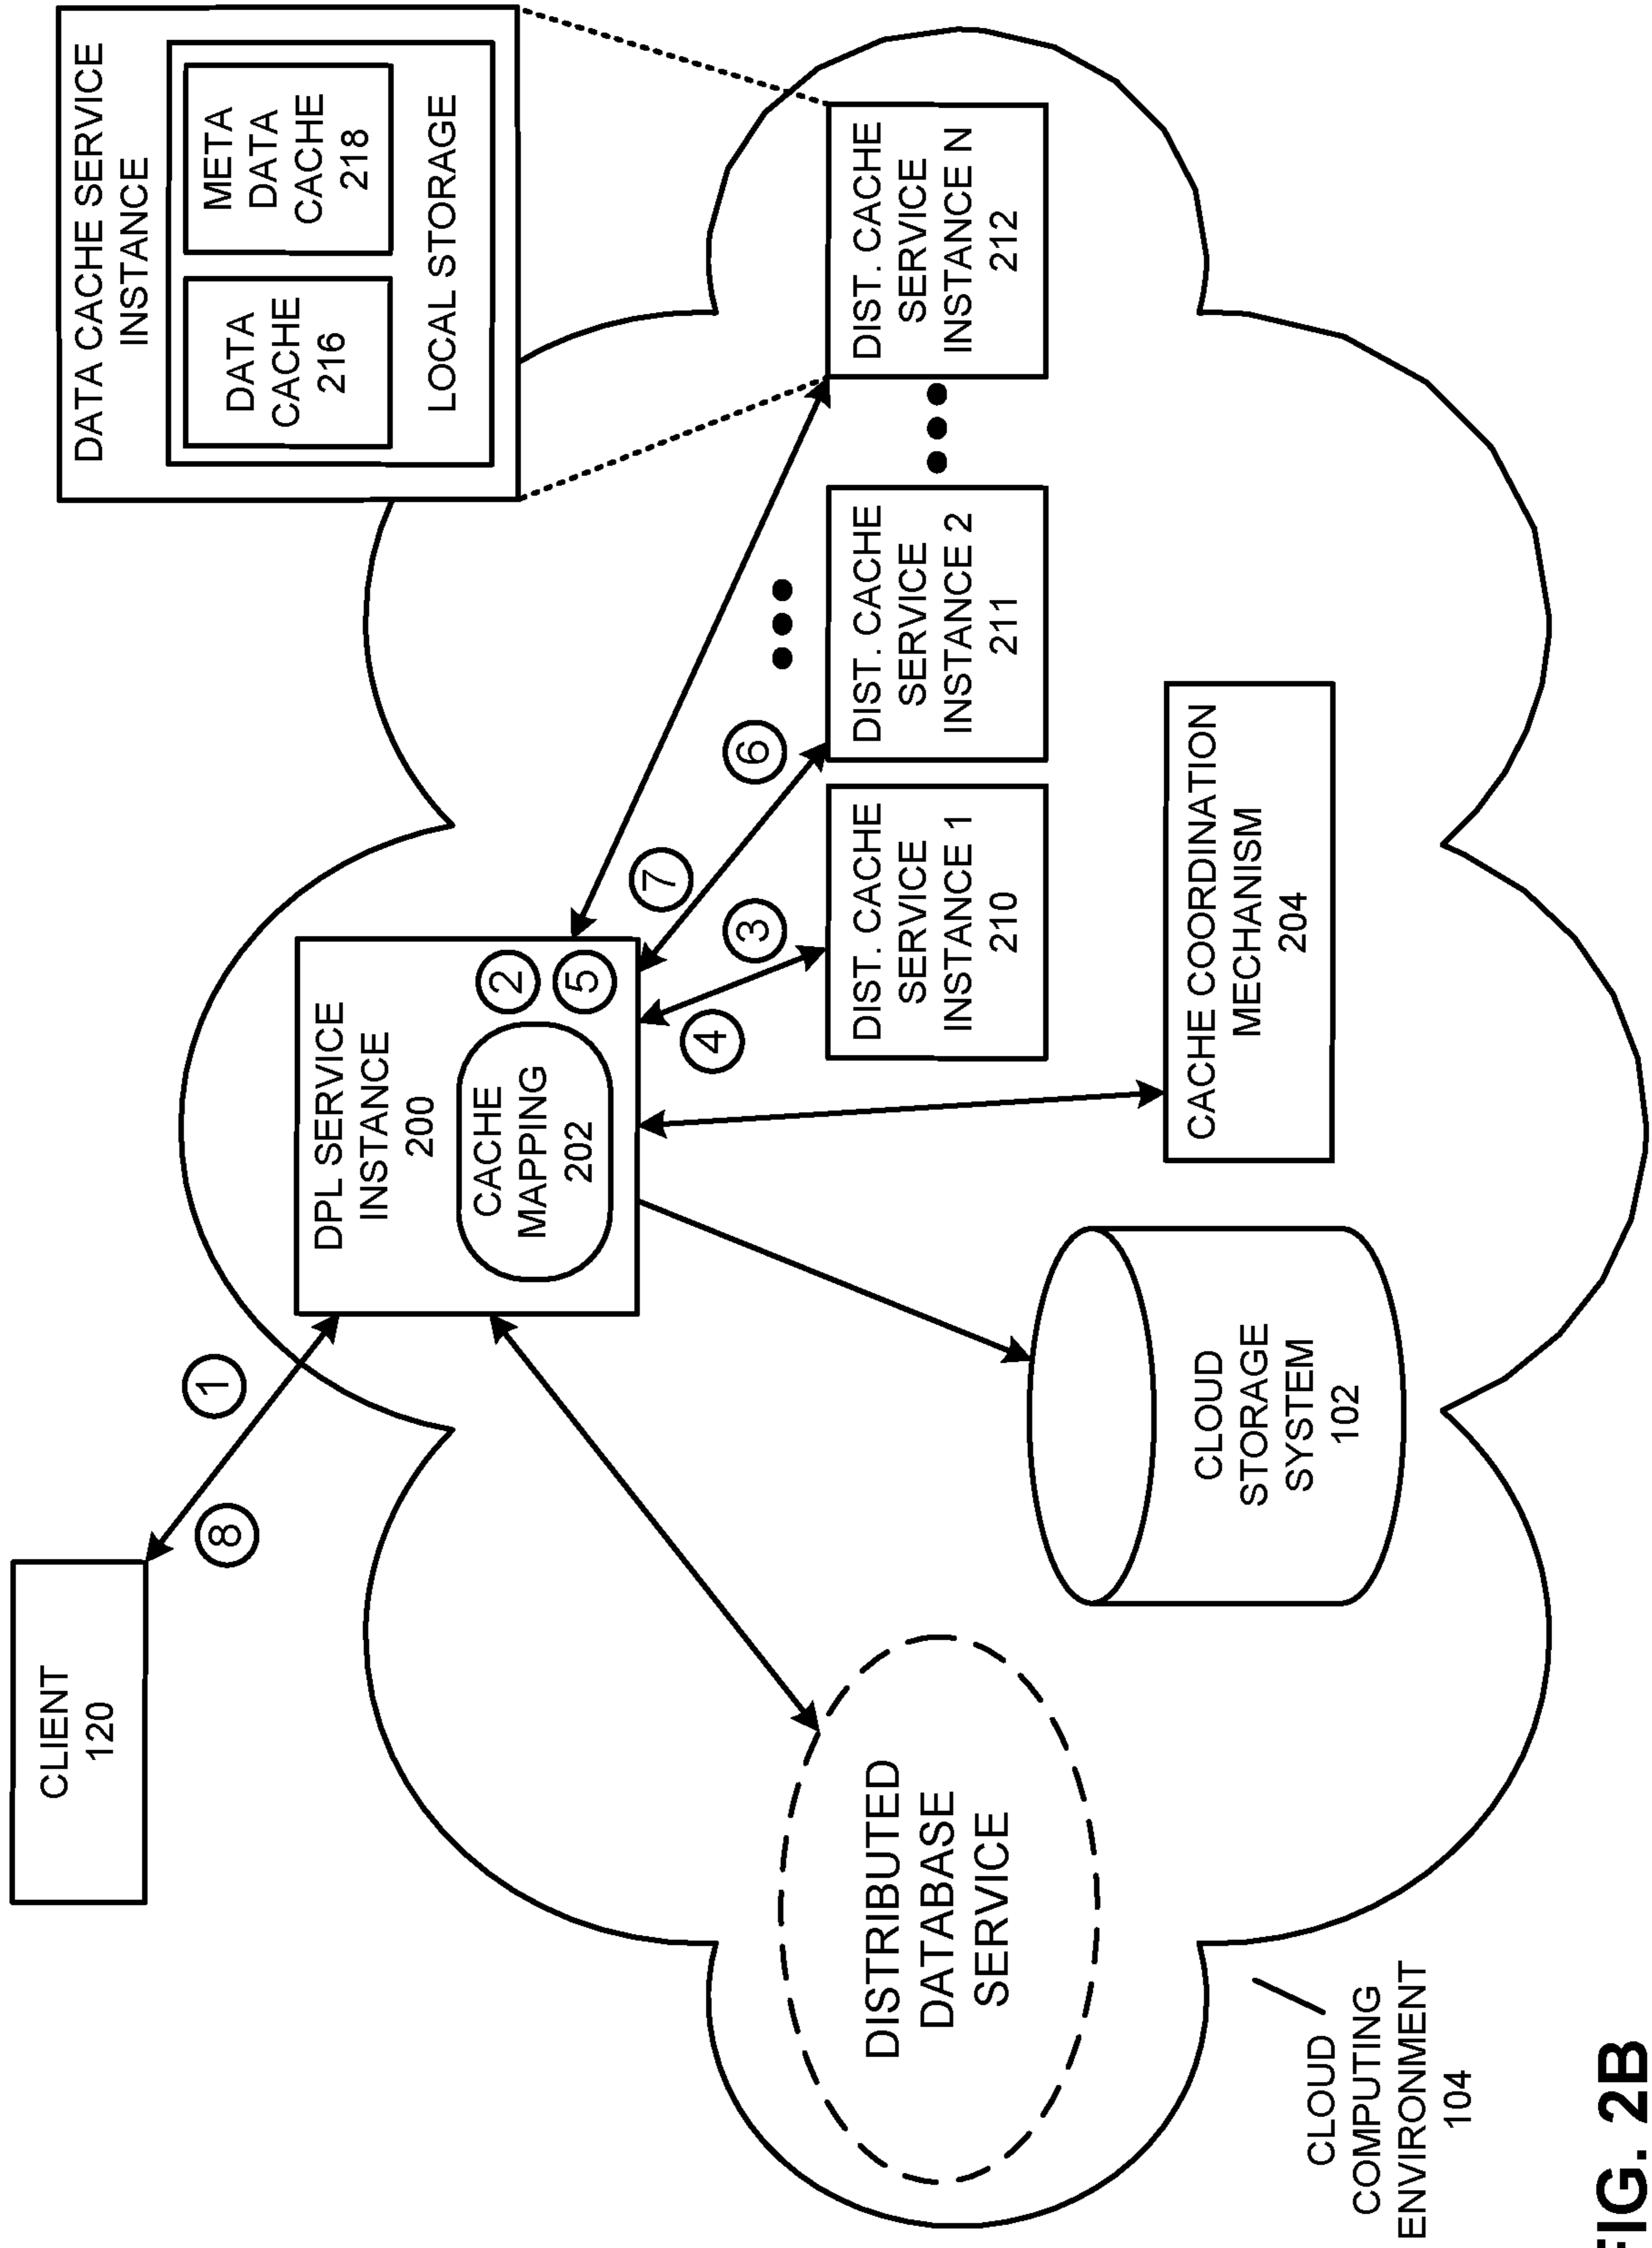 CLIENT
120
DATA CACHE SERVICE
INSTANCE
DATA
CACHE
216
META
DATA
CACHE
218
LOCAL STORAGE
1
8
DPL SERVICE
INSTANCE
200
CACHE
MAPPING
202
2
5
7
6
4
3
DISTRIBUTED
DATABASE
SERVICE
DIST. CACHE
SERVICE
INSTANCE 1
210
DIST. CACHE
SERVICE
INSTANCE 2
211
DIST. CACHE
SERVICE
INSTANCE N
212
CLOUD
STORAGE
SYSTEM
102
CACHE COORDINATION
MECHANISM
204
CLOUD
COMPUTING
ENVIRONMENT
104
FIG. 2B